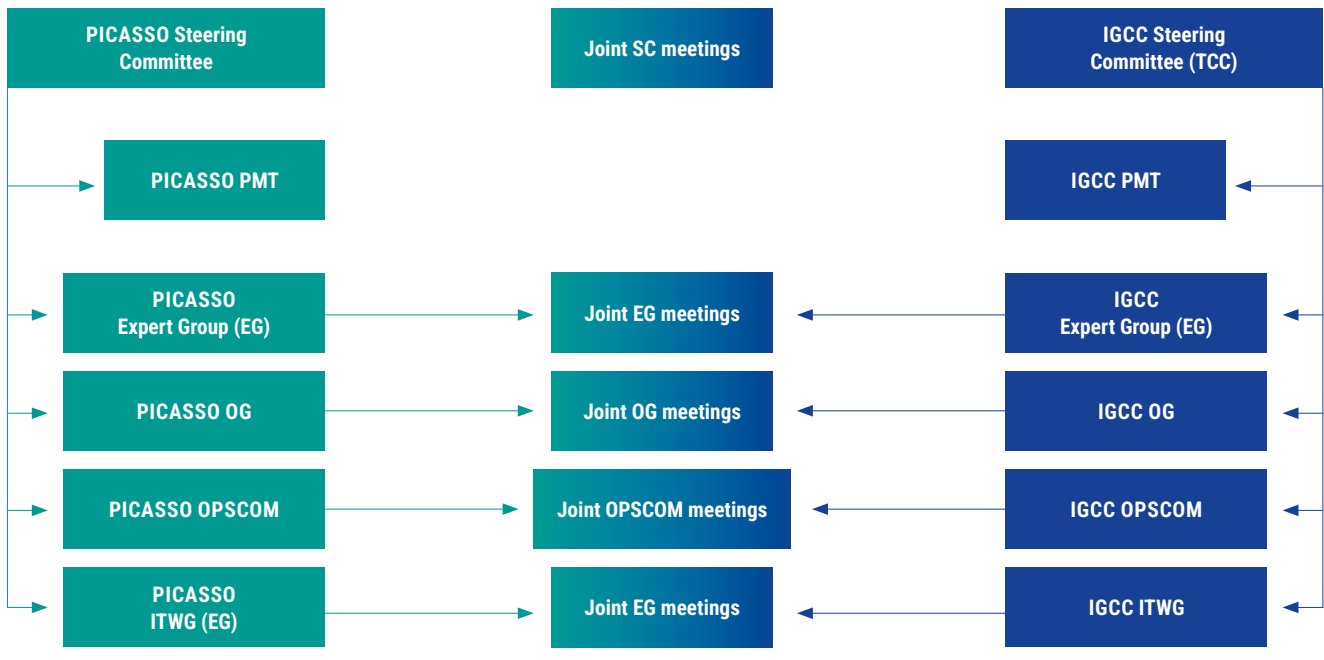 PICASSO Steering
Committee
Joint SC meetings
IGCC Steering
Committee (TCC)
PICASSO PMT
IGCC PMT
PICASSO
Expert Group (EG)
Joint EG meetings
IGCC
Expert Group (EG)
PICASSO OG
Joint OG meetings
IGCC OG
PICASSO OPSCOM
Joint OPSCOM meetings
IGCC OPSCOM
PICASSO
ITWG (EG)
Joint EG meetings
IGCC ITWG